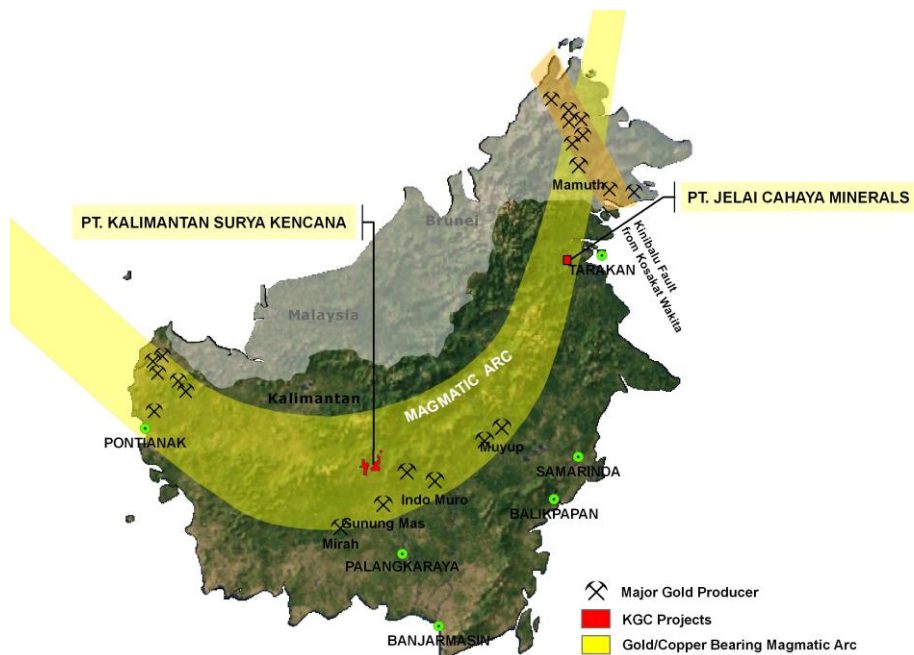 Mamuth
PT. JELAI CAHAYA MINERALS
PT. KALIMANTAN SURYA KENCANA
Brunei
Kinibalu Fault
from Kosakat Wakita
TARAKAN
Malaysia
MAGMATIC ARC
Kalimantan
PONTIANAK
Muyup
SAMARINDA
Indo Muro
BALIKPAPAN
Gunung Mas
Mirah
PALANGKARAYA
Major Gold Producer
KGC Projects
BANJARMASIN
Gold/Copper Bearing Magmatic Arc